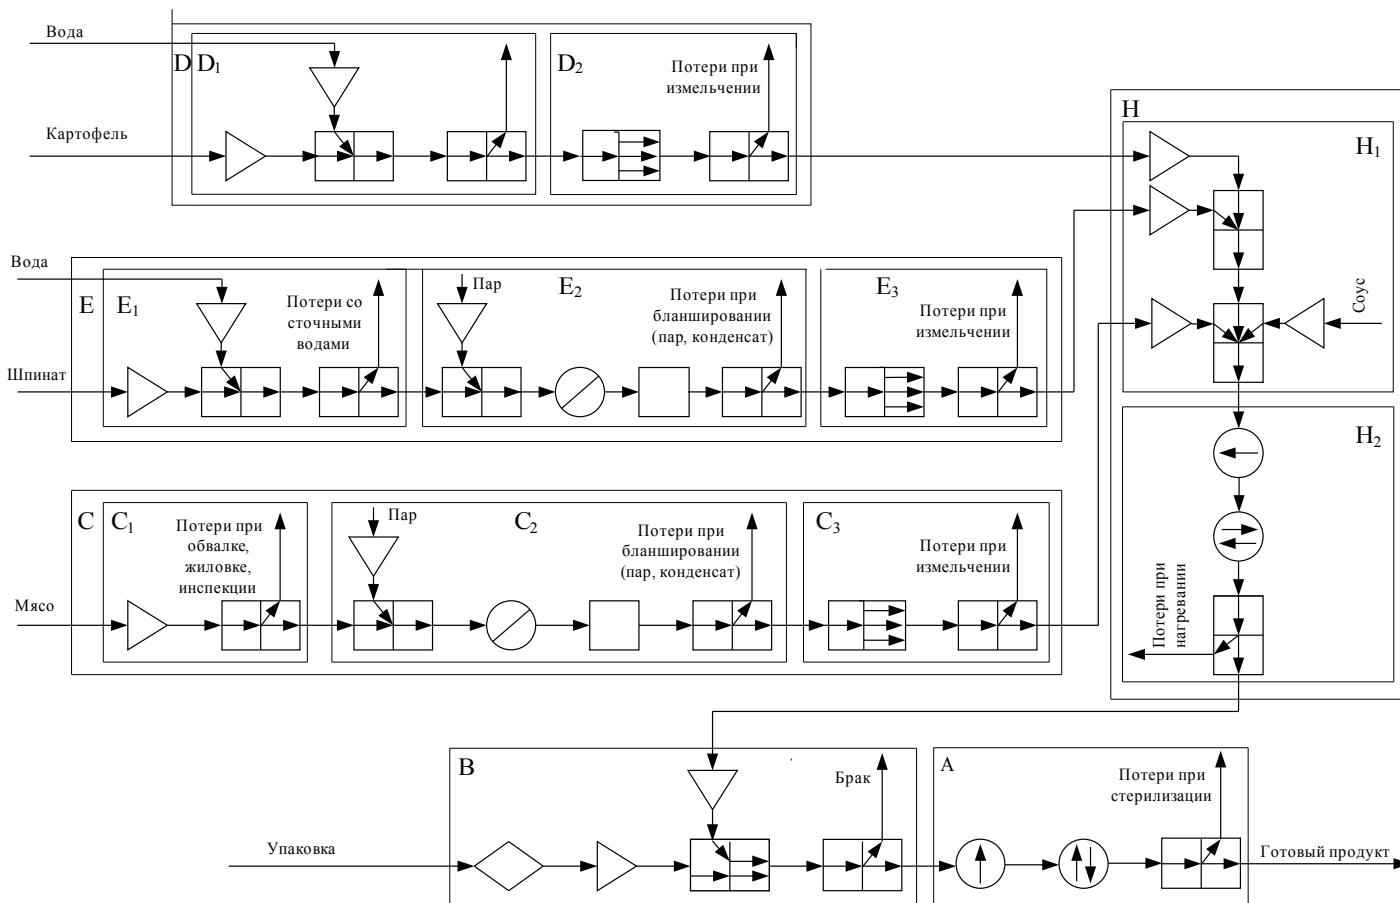 Вода
D
D1
D2
Потери при
измельчении
Картофель
H
H1
Вода
E
E1
Потери со
сточными
водами
Пар
E2
Потери при
бланшировании
(пар, конденсат)
E3
Потери при
измельчении
Соус
Шпинат
H2
C
C1
Потери при
обвалке,
жиловке,
инспекции
Пар
C2
Потери при
бланшировании
(пар, конденсат)
C3
Потери при
измельчении
Мясо
Потери при
нагревании
B
Брак
A
Потери при
стерилизации
Упаковка
Готовый продукт